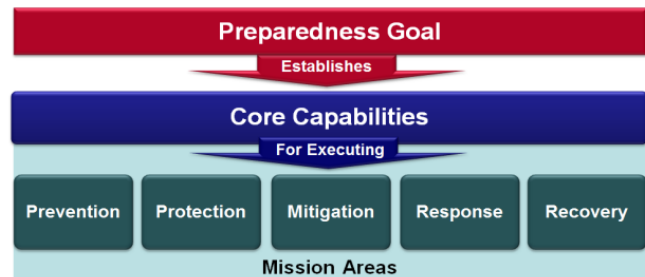 Preparedness Goal
Establishes
Core Capabilities
For Executing
Prevention
Protection
Mitigation
Response
Recovery
Mission Areas